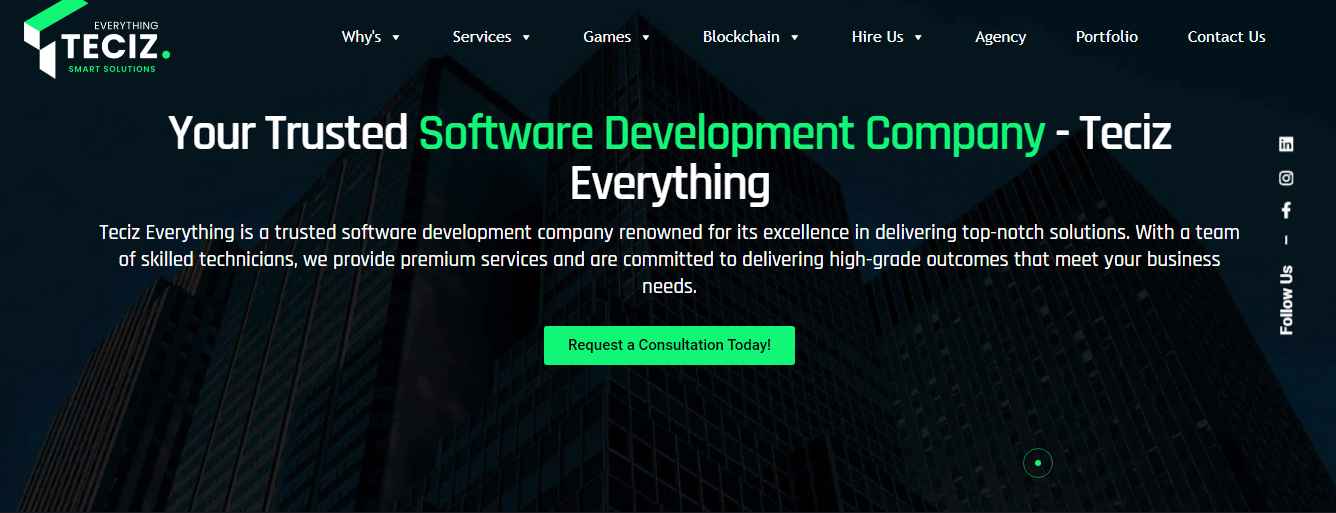 EVERYTHING
TECIZ.
SMART SOLUTIONS
Why's Services Games Blockchain Hire Us Agency Portfolio Contact Us
Your Trusted Software Development Company - Teciz
Everything
Teciz Everything is a trusted software development company renowned for its excellence in delivering top-notch solutions. With a team
of skilled technicians, we provide premium services and are committed to delivering high-grade outcomes that meet your business
needs.
Request a Consultation Today!
Follow Us –